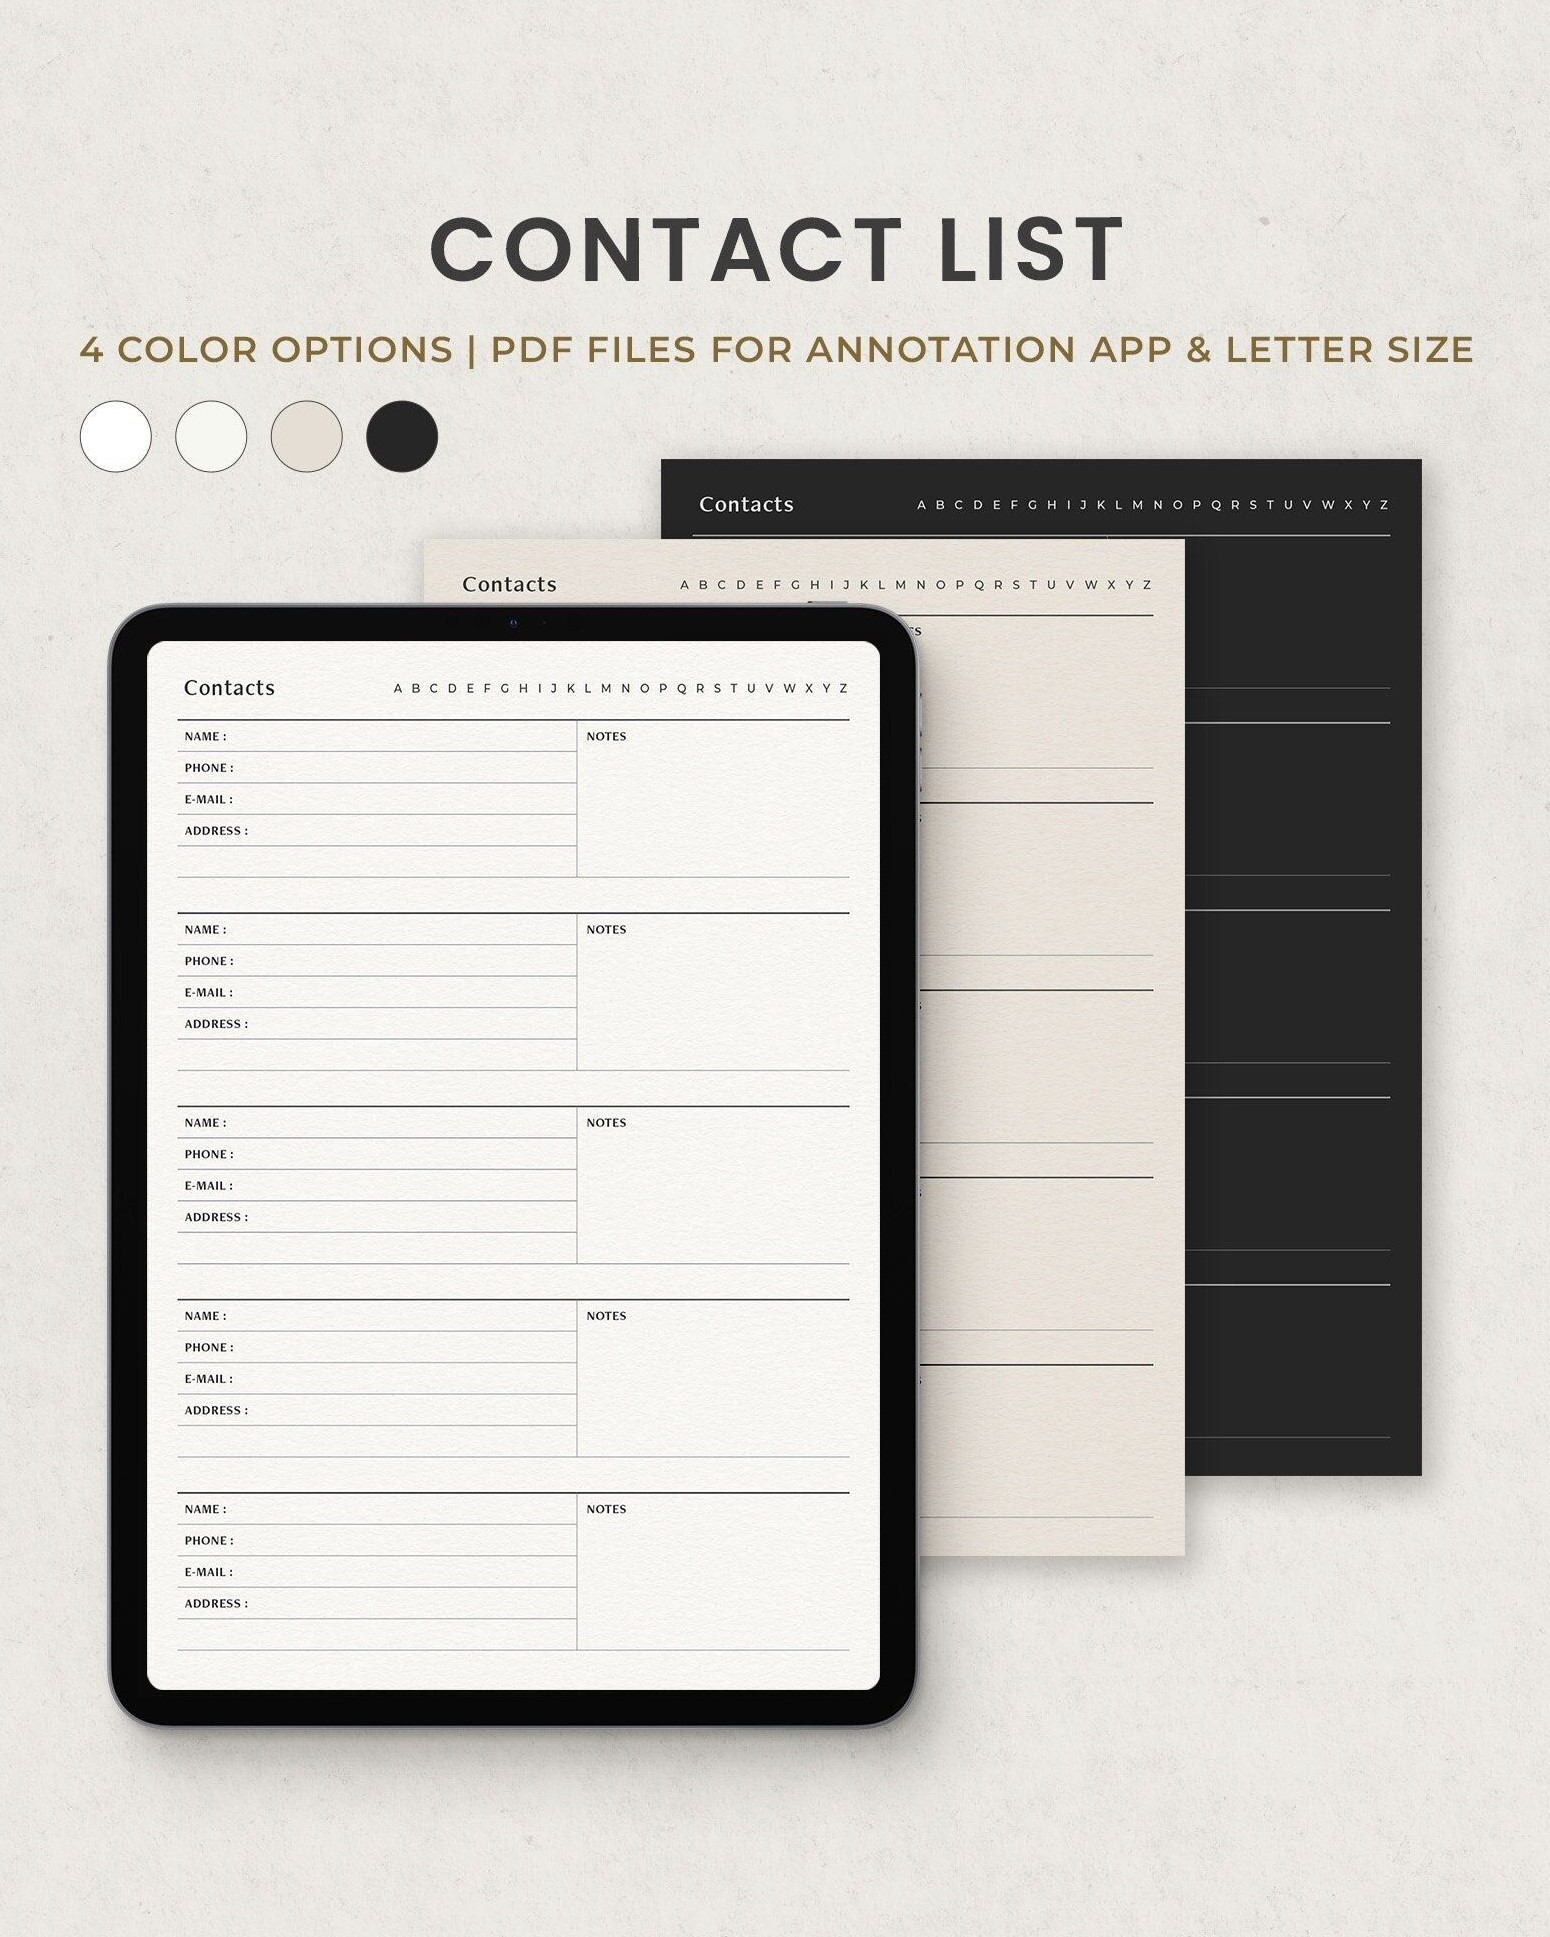 CONTACT LIST
4 COLOR OPTIONS | PDF FILES FOR ANNOTATION APP & LETTER SIZE
Contacts A B C D E F G H I J K L M N O P Q R S T U V W X Y Z
Contacts A B C D E F G H I J K L M N O P Q R S T U V W X Y Z
Contacts A B C D E F G H I J K L M N O P Q R S T U V W X Y Z
NAME : NOTES
PHONE :
E-MAIL :
ADDRESS :
NAME : NOTES
PHONE :
E-MAIL :
ADDRESS :
NAME : NOTES
PHONE :
E-MAIL :
ADDRESS :
NAME : NOTES
PHONE :
E-MAIL :
ADDRESS :
NAME : NOTES
PHONE :
E-MAIL :
ADDRESS :